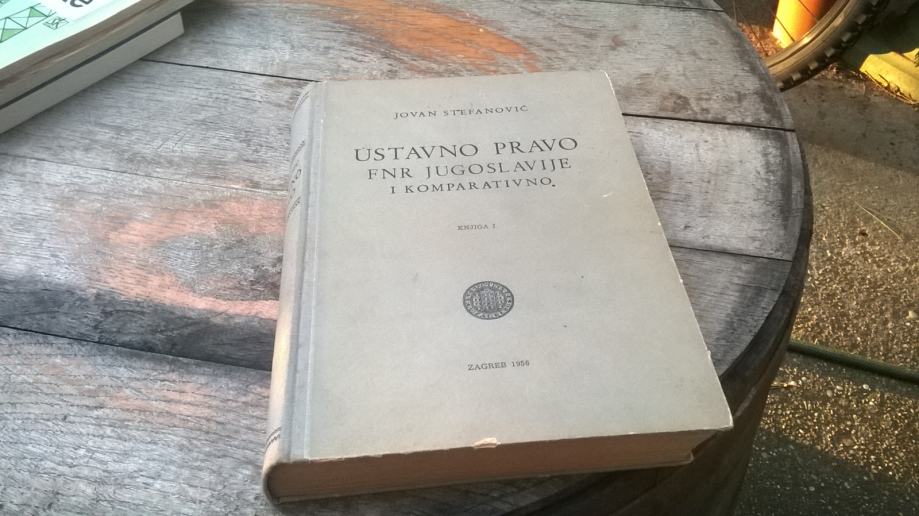 JOVAN STEFANOVIĆ
USTAVNO PRAVO
FNR JUGOSLAVIJE
I KOMPARATIVNO
KNJIGA I
ZAGREB 1956